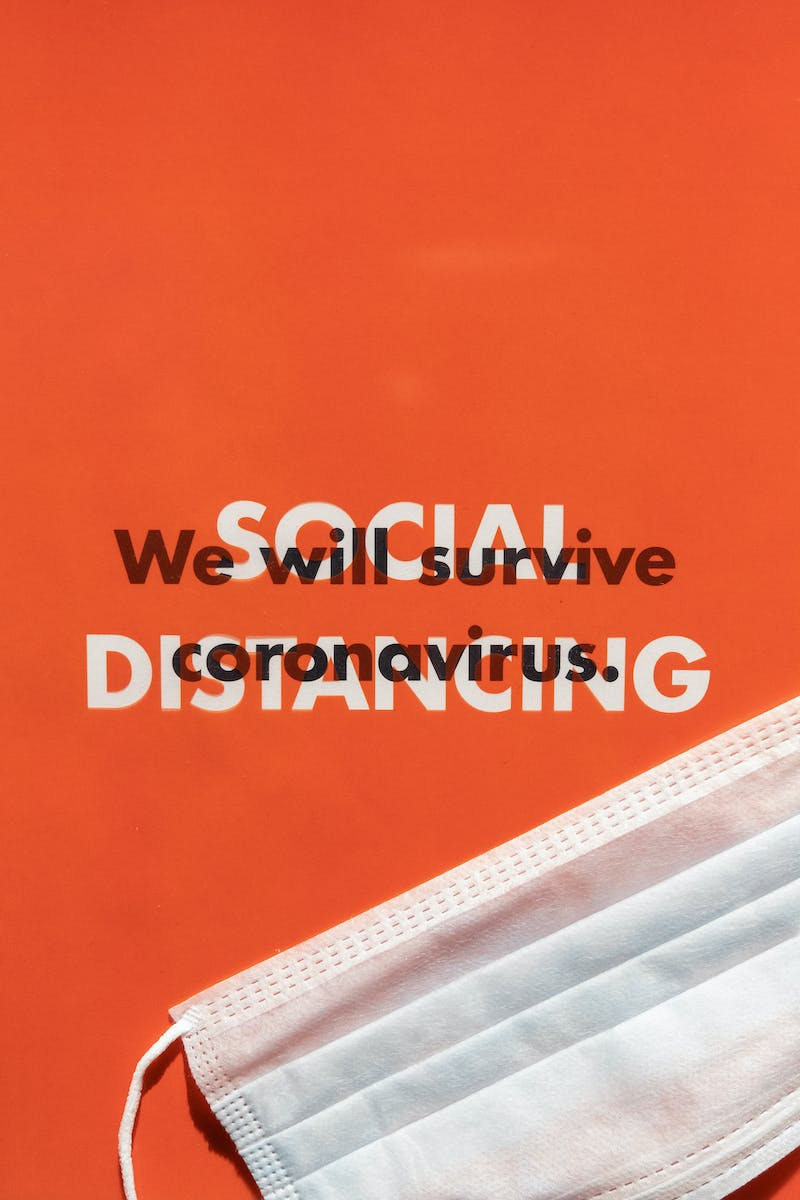 SOCIAL
We will survive
DISTANCING
coronavirus.